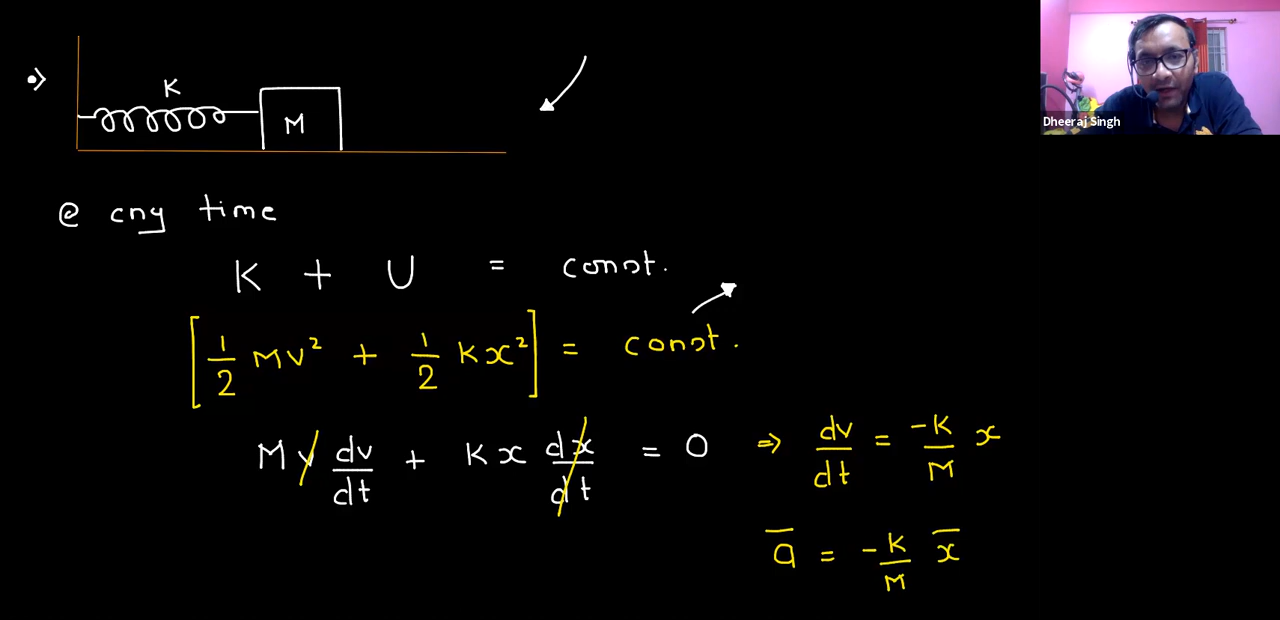 K
M
Dheeraj Singh
@ any time
K + U = const.
[1/2 Mv² + 1/2 Kx²] = const.
Mv dv/dt + Kx dx/dt = 0 ⇒ dv/dt = -K/M x
a̅ = -K/M x̅